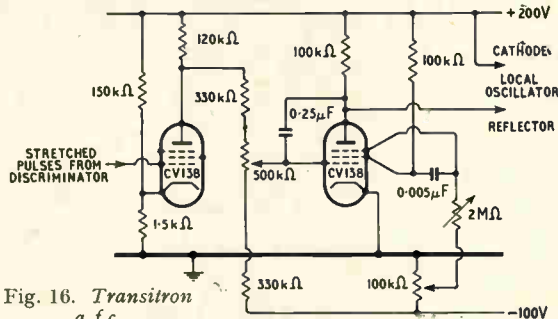 +200V
120kΩ
100kΩ
100kΩ
CATHODE
LOCAL
OSCILLATOR
REFLECTOR
150kΩ
330kΩ
0·25μF
STRETCHED
PULSES FROM
DISCRIMINATOR
CV138
500kΩ
CV138
0·005μF
2MΩ
1·5kΩ
330kΩ
100kΩ
-100V
Fig. 16. Transitron
a.f.c.